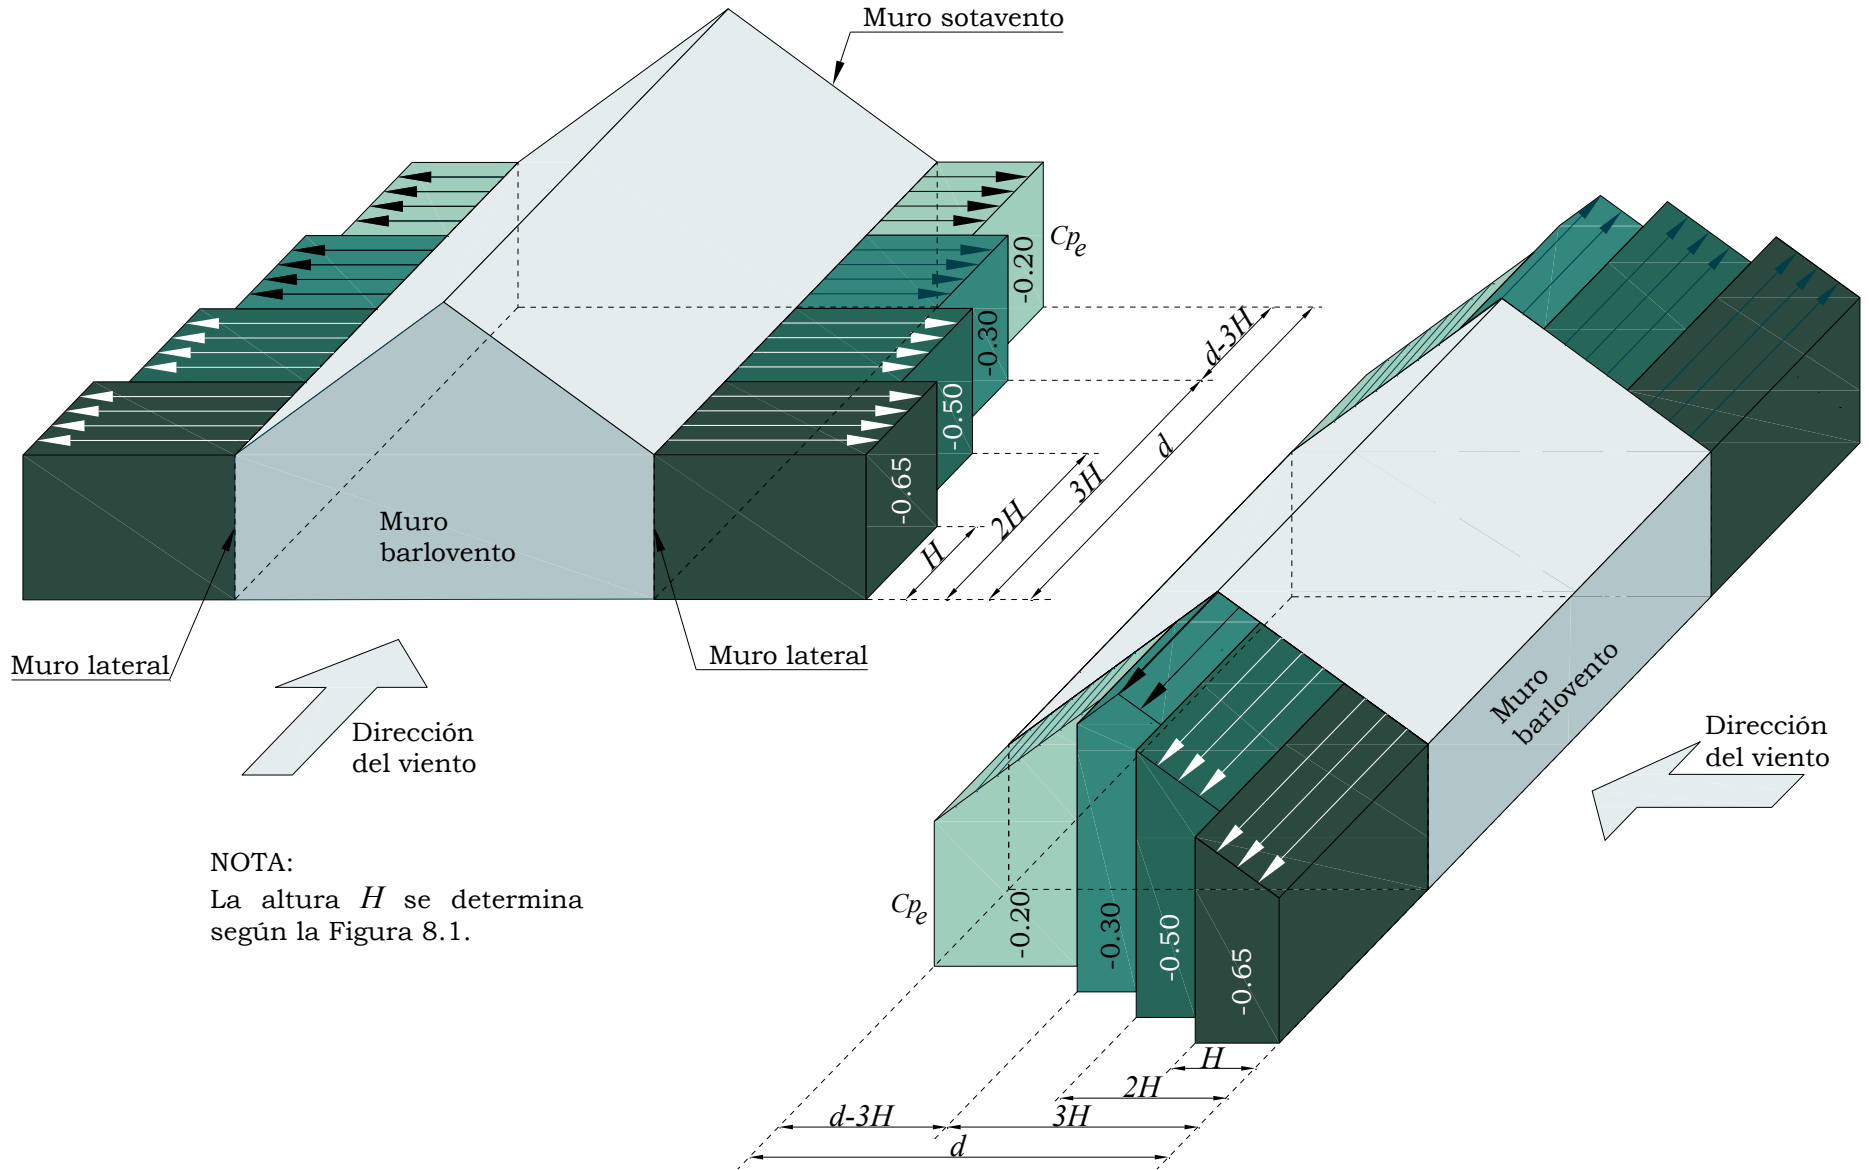 Muro sotavento
Cp_e
-0.20
-0.30
-0.50
-0.65
d-3H
d
3H
2H
H
Muro
barlovento
Muro lateral
Muro lateral
Dirección
del viento
NOTA:
La altura H se determina
según la Figura 8.1.
Muro
barlovento
Dirección
del viento
Cp_e
-0.20
-0.30
-0.50
-0.65
H
2H
d-3H
3H
d